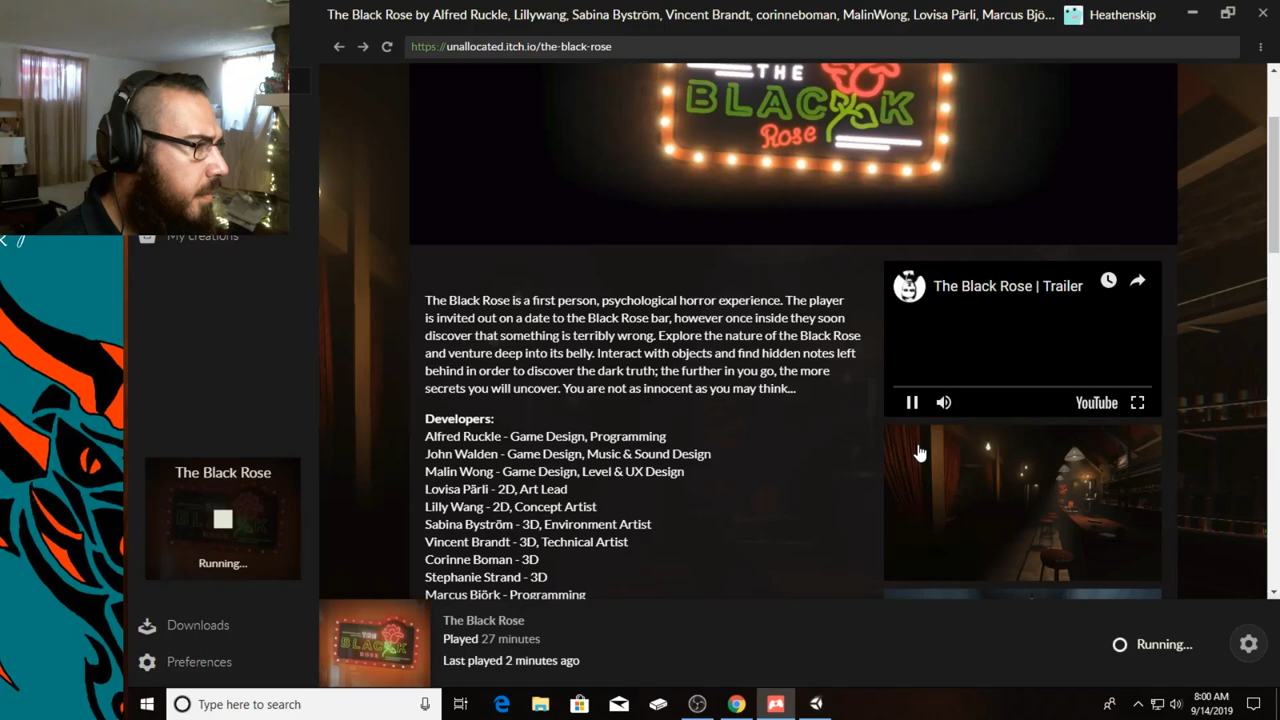 The Black Rose by Alfred Ruckle, Lillywang, Sabina Byström, Vincent Brandt, corinneboman, MalinWong, Lovisa Pärli, Marcus Bjö...
Heathenskip
https://unallocated.itch.io/the-black-rose
THE
BLACK
Rose
My creations
The Black Rose | Trailer
The Black Rose is a first person, psychological horror experience. The player
is invited out on a date to the Black Rose bar, however once inside they soon
discover that something is terribly wrong. Explore the nature of the Black Rose
and venture deep into its belly. Interact with objects and find hidden notes left
behind in order to discover the dark truth; the further in you go, the more
secrets you will uncover. You are not as innocent as you may think...
YouTube
Developers:
Alfred Ruckle - Game Design, Programming
John Walden - Game Design, Music & Sound Design
Malin Wong - Game Design, Level & UX Design
Lovisa Pärli - 2D, Art Lead
Lilly Wang - 2D, Concept Artist
Sabina Byström - 3D, Environment Artist
Vincent Brandt - 3D, Technical Artist
Corinne Boman - 3D
Stephanie Strand - 3D
Marcus Björk - Programming
The Black Rose
Running...
Downloads
Preferences
THE
BLACK
ROSE
The Black Rose
Played 27 minutes
Last played 2 minutes ago
Running...
Type here to search
8:00 AM
9/14/2019